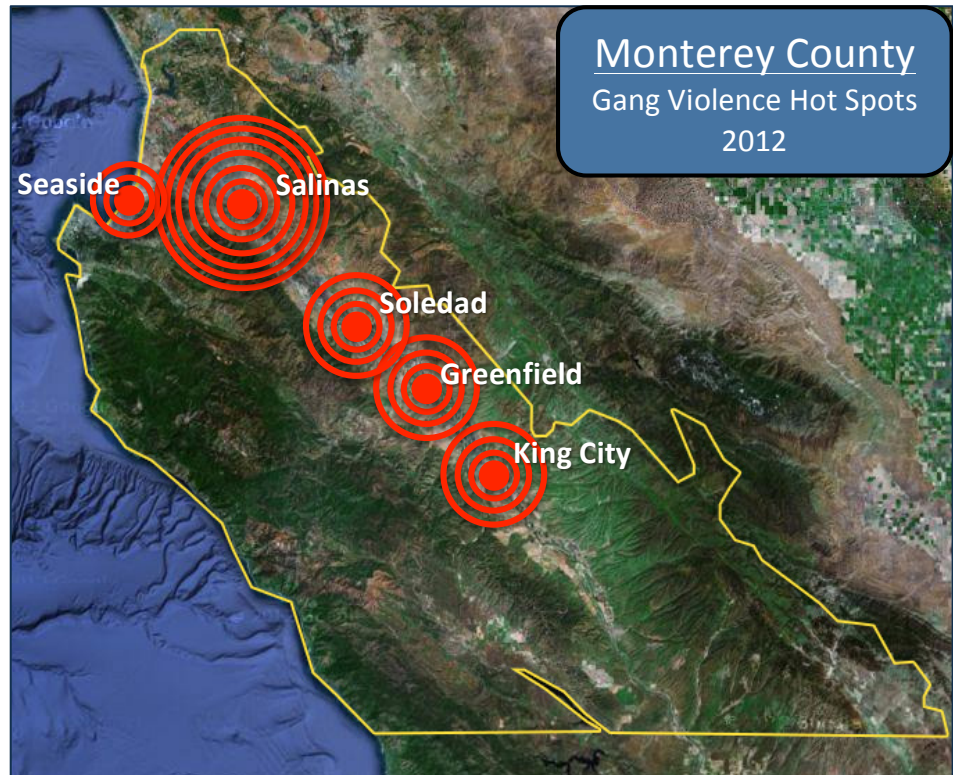 Monterey County
Gang Violence Hot Spots
2012
Seaside
Salinas
Soledad
Greenfield
King City